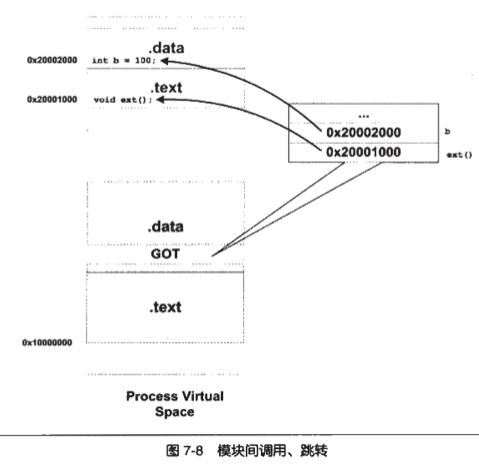 .data
0x20002000 int b = 100;
.text
0x20001000 void ext();
...
0x20002000 b
0x20001000 ext()
.data
GOT
.text
0x10000000
Process Virtual
Space
图 7-8 模块间调用、跳转